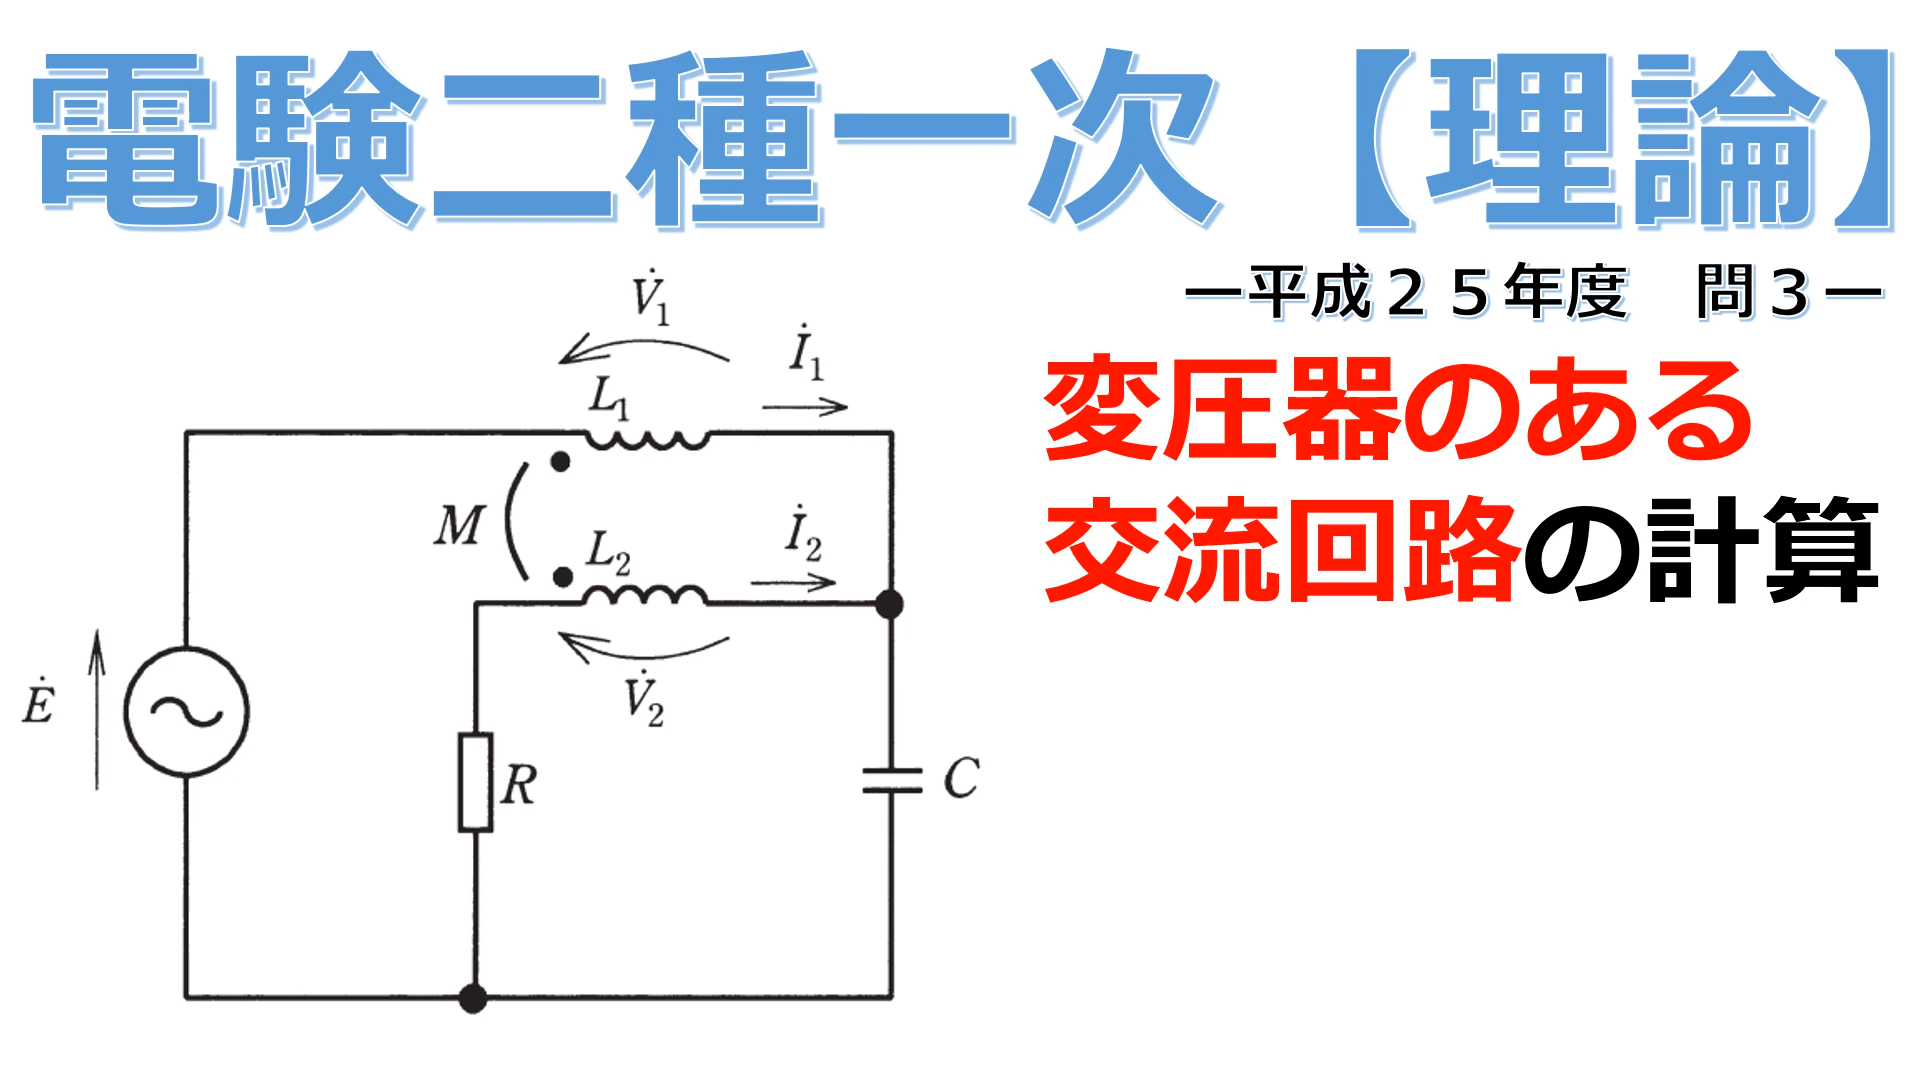 電験二種一次【理論】
ー平成２５年度　問３ー
変圧器のある
交流回路の計算
V̇1
İ1
L1
M
L2
İ2
V̇2
Ė
R
C